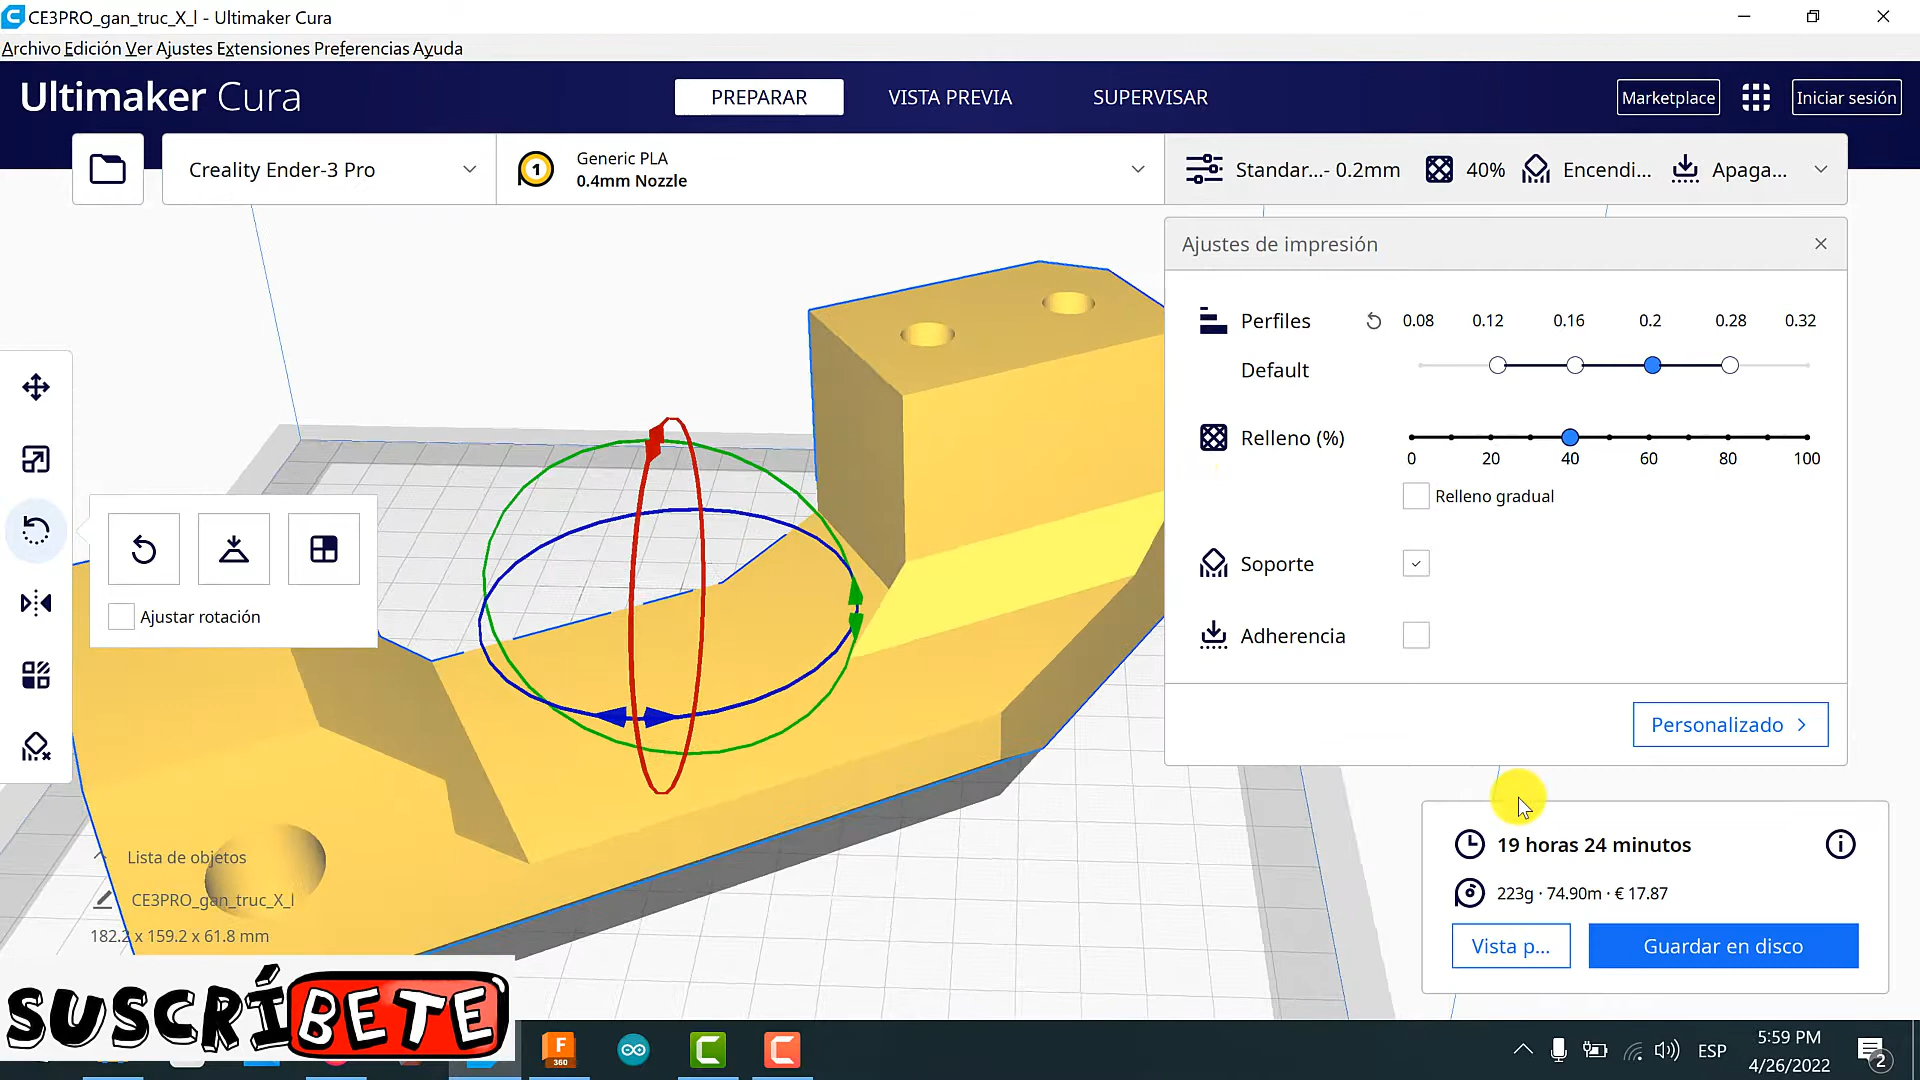 CE3PRO_gan_truc_X_l - Ultimaker Cura
Archivo Edición Ver Ajustes Extensiones Preferencias Ayuda
Ultimaker Cura
PREPARAR
VISTA PREVIA
SUPERVISAR
Marketplace
Iniciar sesión
Creality Ender-3 Pro
1
Generic PLA
0.4mm Nozzle
Standar...- 0.2mm
40%
Encendi...
Apaga...
Ajustes de impresión
Perfiles
0.08 0.12 0.16 0.2 0.28 0.32
Default
Relleno (%)
0 20 40 60 80 100
Relleno gradual
Soporte
Adherencia
Personalizado
Ajustar rotación
Lista de objetos
CE3PRO_gan_truc_X_l
182.2 x 159.2 x 61.8 mm
19 horas 24 minutos
223g · 74.90m · € 17.87
Vista p...
Guardar en disco
SUSCRÍBETE
F
360
ESP
5:59 PM
4/26/2022
2